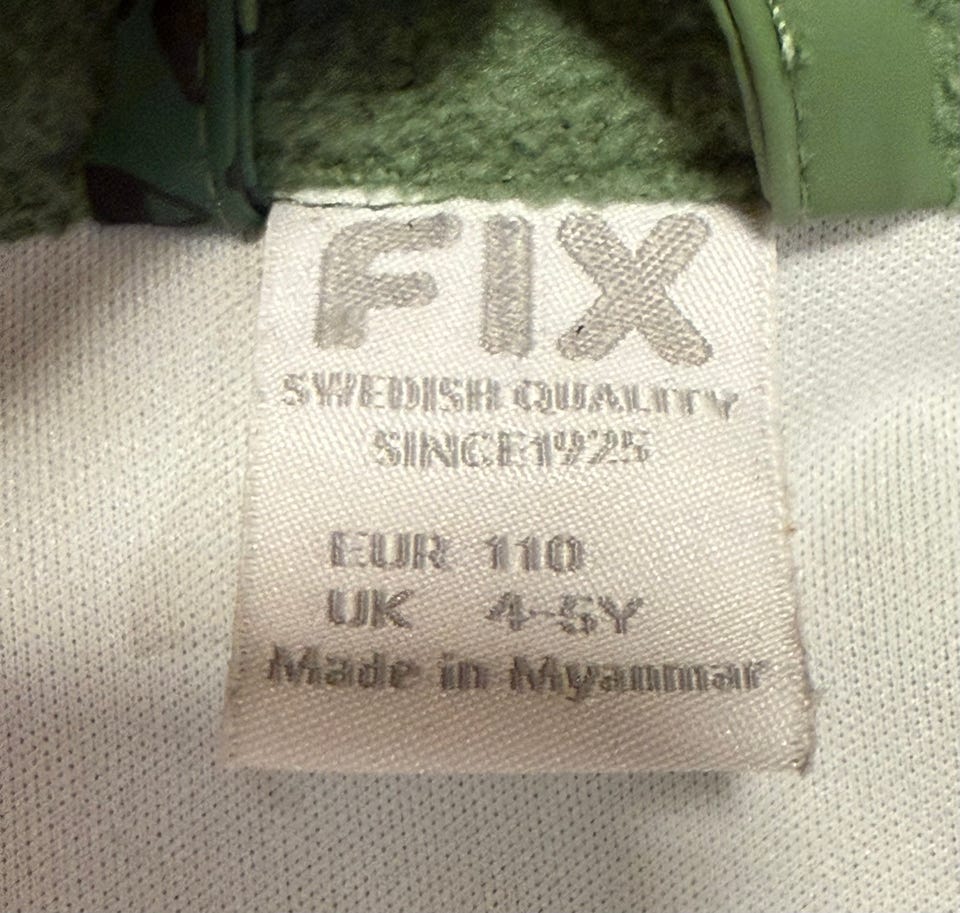 FIX
SWEDISH QUALITY
SINCE1925
EUR 110
UK 4-5Y
Made in Myanmar